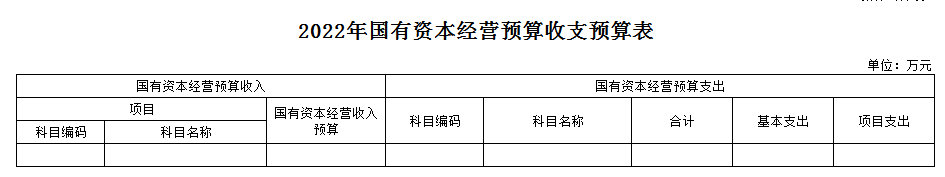 2022年国有资本经营预算收支预算表
单位：万元
国有资本经营预算收入 国有资本经营预算支出
项目
国有资本经营收入
预算
科目编码 科目名称
科目编码 科目名称 合计 基本支出 项目支出